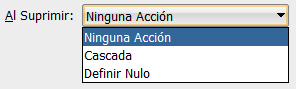 Al Suprimir: Ninguna Acción
Ninguna Acción
Cascada
Definir Nulo